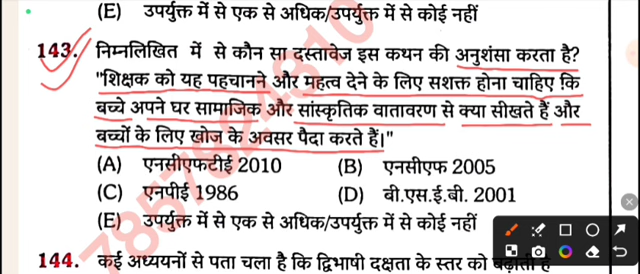 (E) उपर्युक्त में से एक से अधिक/उपर्युक्त में से कोई नहीं
143. निम्नलिखित में से कौन सा दस्तावेज इस कथन की अनुशंसा करता है?
"शिक्षक को यह पहचानने और महत्व देने के लिए सशक्त होना चाहिए कि
बच्चे अपने घर सामाजिक और सांस्कृतिक वातावरण से क्या सीखते हैं और
बच्चों के लिए खोज के अवसर पैदा करते हैं।"
(A) एनसीएफटीई 2010 (B) एनसीएफ 2005
(C) एनपीई 1986 (D) बी.एस.ई.बी. 2001
(E) उपर्युक्त में से एक से अधिक/उपर्युक्त में से कोई नहीं
144. कई अध्ययनों से पता चला है कि द्विभाषी दक्षता के स्तर को बढ़ाती है